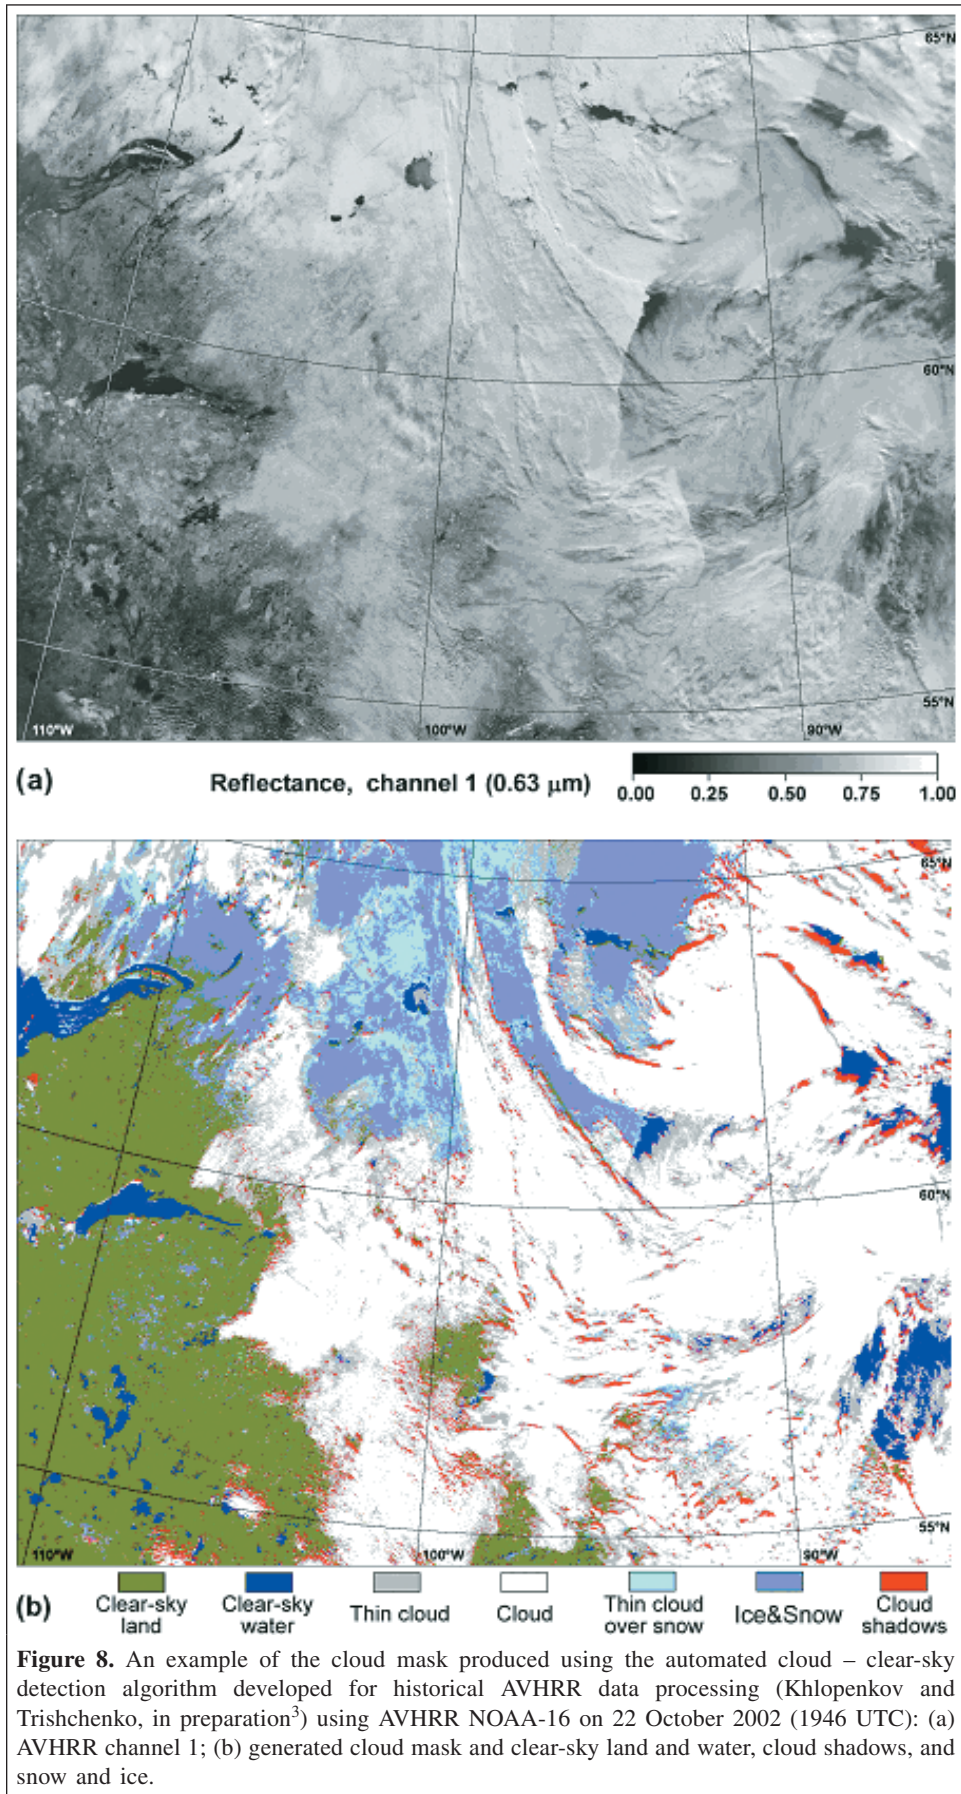 65°N
60°N
55°N
110°W
100°W
90°W
(a)
Reflectance, channel 1 (0.63 µm)
0.00 0.25 0.50 0.75 1.00
65°N
60°N
55°N
110°W
100°W
90°W
(b)
Clear-sky land
Clear-sky water
Thin cloud
Cloud
Thin cloud over snow
Ice&Snow
Cloud shadows
Figure 8. An example of the cloud mask produced using the automated cloud – clear-sky
detection algorithm developed for historical AVHRR data processing (Khlopenkov and
Trishchenko, in preparation³) using AVHRR NOAA-16 on 22 October 2002 (1946 UTC): (a)
AVHRR channel 1; (b) generated cloud mask and clear-sky land and water, cloud shadows, and
snow and ice.